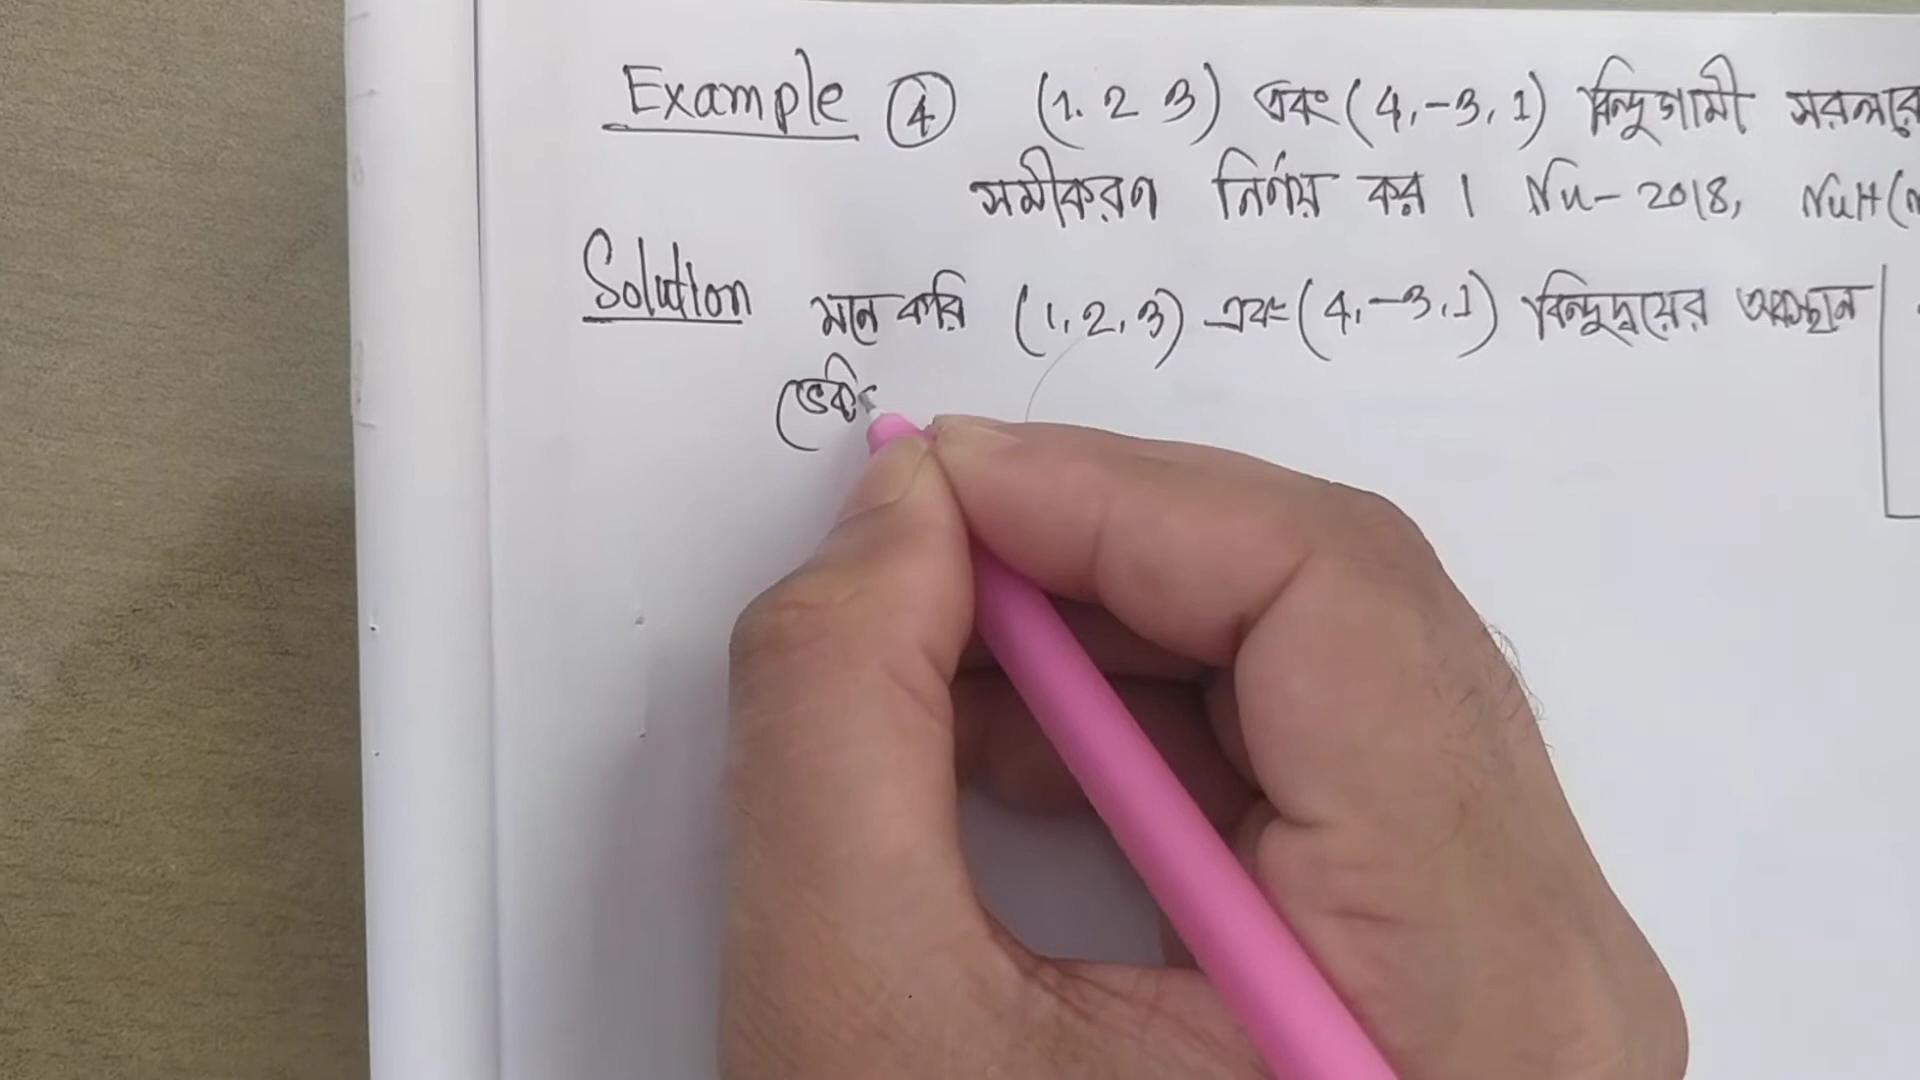 Example ④ (1. 2 3) এবং (4, -3, 1) বিন্দুগামী সরলরে
সমীকরণ নির্ণয় কর । Nu - 2018, NuH(
Solution মনে করি (1, 2, 3) এবং (4, -3, 1) বিন্দুদ্বয়ের অবস্থান
ভেক্ট